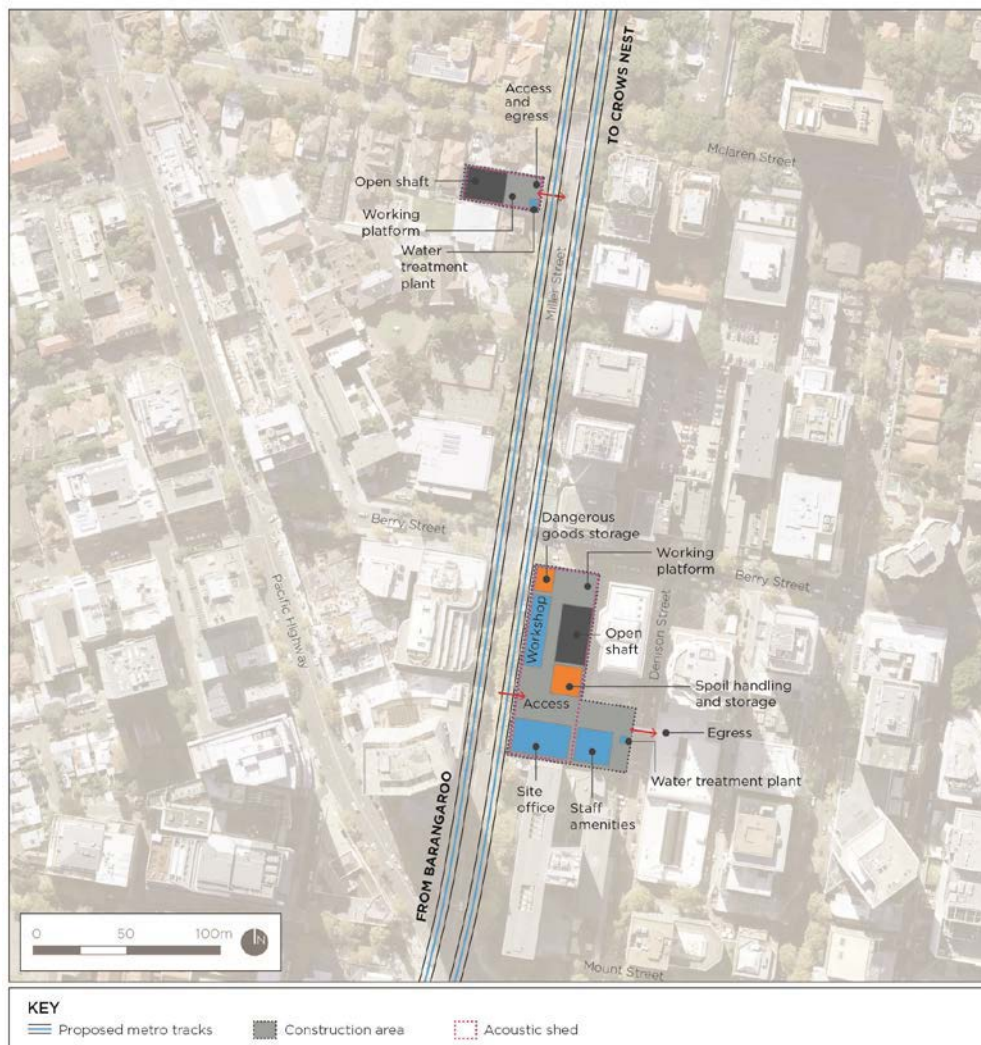 TO CROWS NEST
Access
and
egress
Mclaren Street
Open shaft
Working
platform
Water
treatment
plant
Miller Street
Dangerous
goods storage
Berry Street
Working
platform
Berry Street
Pacific Highway
Workshop
Denison Street
Open
shaft
Spoil handling
and storage
Access
Egress
Water treatment plant
Site
office
Staff
amenities
FROM BARANGAROO
0 50 100m
N
Mount Street
KEY
Proposed metro tracks
Construction area
Acoustic shed